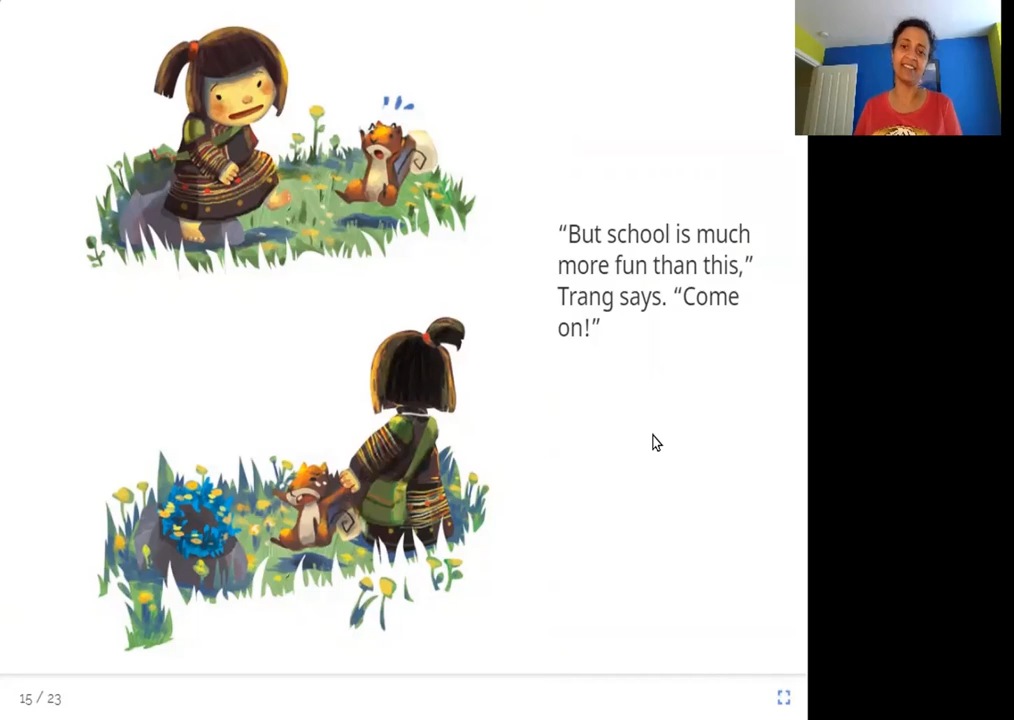 “But school is much
more fun than this,”
Trang says. “Come
on!”
15 / 23